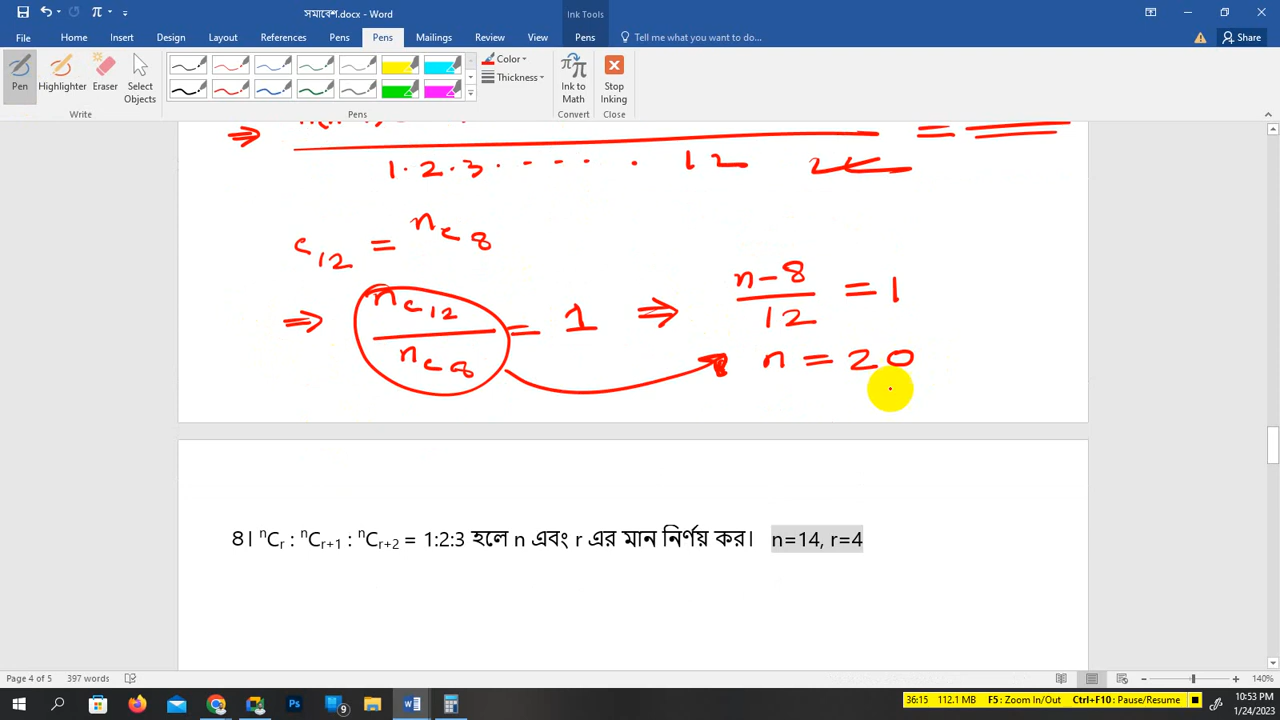 সমাবেশ.docx - Word
Ink Tools
File Home Insert Design Layout References Mailings Review View Pens Tell me what you want to do... Sharif Share
Pen Highlighter Eraser Select Objects
Color
Thickness
Ink to Math
Stop Inking
Write Pens Convert Close
⇒ 1·2·3· - - - - . 12 =
c12 = nc8
⇒ nc12/nc8 = 1 ⇒ n-8/12 = 1
n = 20
৪। nCr : nCr+1 : nCr+2 = 1:2:3 হলে n এবং r এর মান নির্ণয় কর। n=14, r=4
Page 4 of 5 397 words 140%
36:15 112.1 MB F5: Zoom In/Out Ctrl+F10: Pause/Resume
10:53 PM
1/24/2023